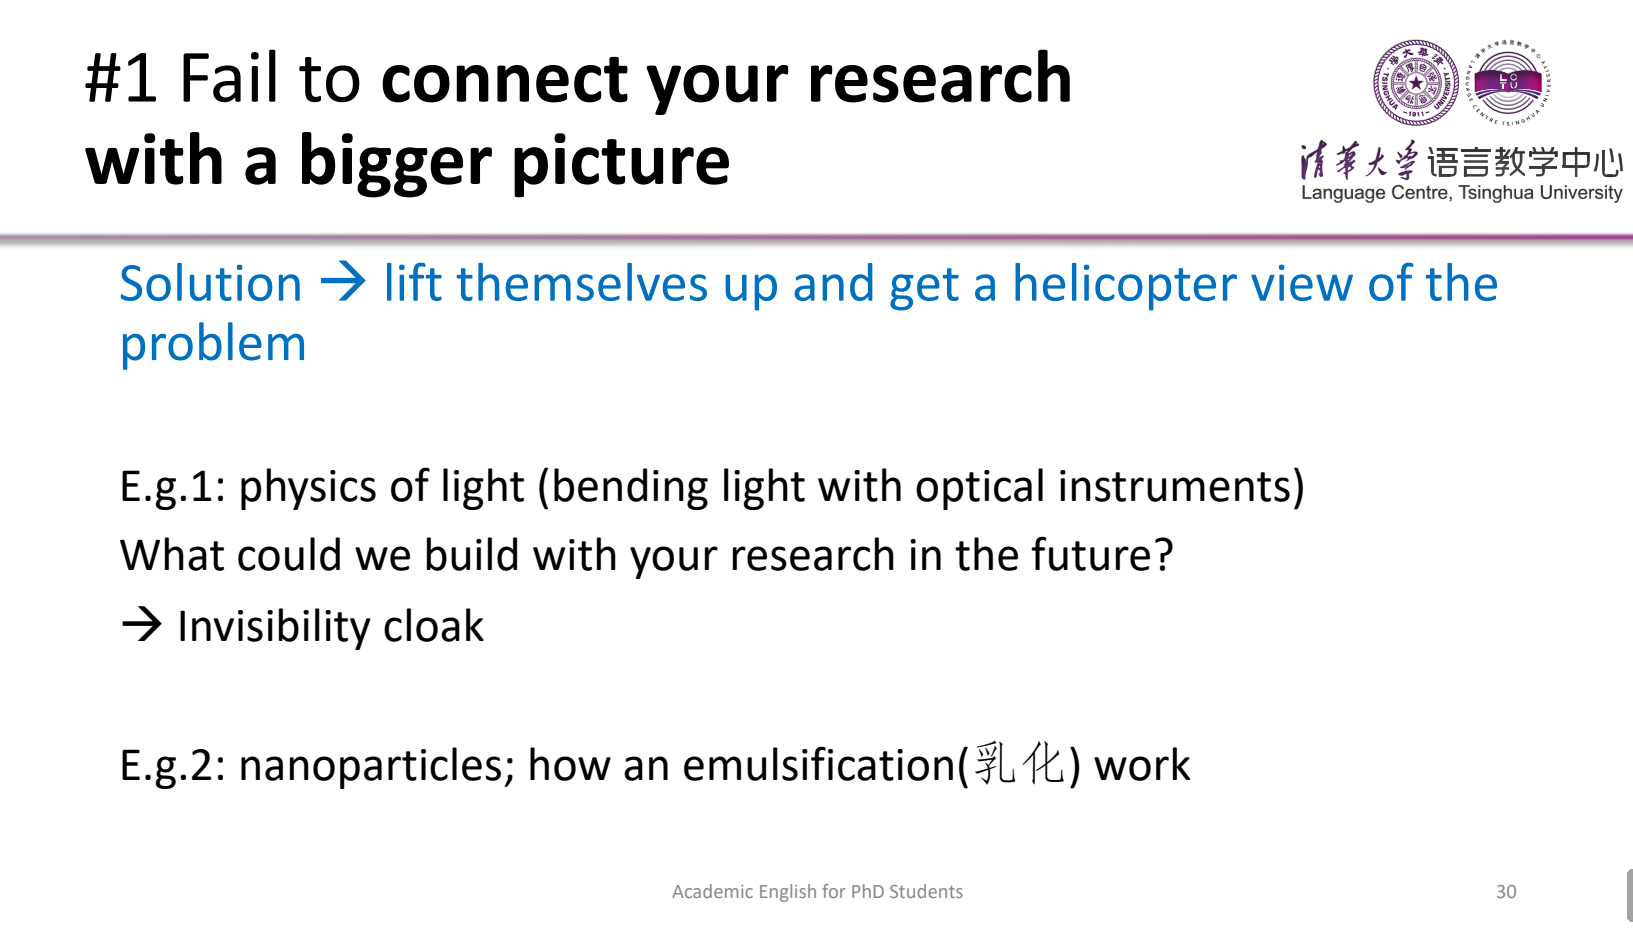 #1 Fail to connect your research
with a bigger picture
清华大学 语言教学中心
Language Centre, Tsinghua University
Solution → lift themselves up and get a helicopter view of the
problem
E.g.1: physics of light (bending light with optical instruments)
What could we build with your research in the future?
→ Invisibility cloak
E.g.2: nanoparticles; how an emulsification(乳化) work
Academic English for PhD Students
30